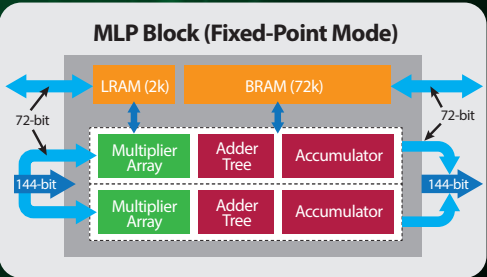 MLP Block (Fixed-Point Mode)
LRAM (2k)
BRAM (72k)
72-bit
72-bit
Multiplier
Array
Adder
Tree
Accumulator
144-bit
144-bit
Multiplier
Array
Adder
Tree
Accumulator